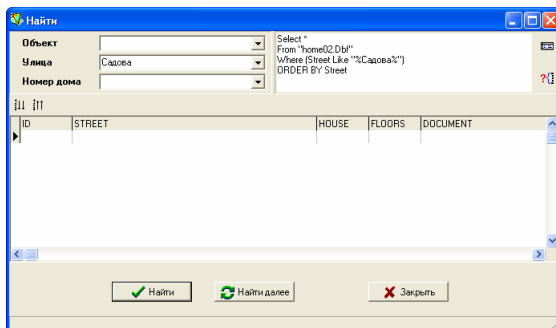 Найти
Объект
Улица Садова
Номер дома
Select *
From "home02.Dbf"
Where (Street Like "%Садова%")
ORDER BY Street
ID STREET HOUSE FLOORS DOCUMENT
Найти Найти далее Закрыть